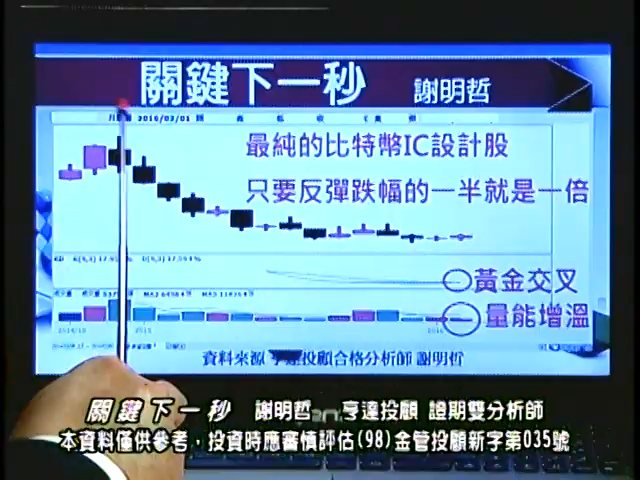 關鍵下一秒 謝明哲
2016/02/01
最純的比特幣IC設計股
只要反彈跌幅的一半就是一倍
黃金交叉
量能增溫
資料來源 亨達投顧合格分析師 謝明哲
關鍵下一秒 謝明哲 亨達投顧 證期雙分析師
本資料僅供參考，投資時應審慎評估(98)金管投顧新字第035號